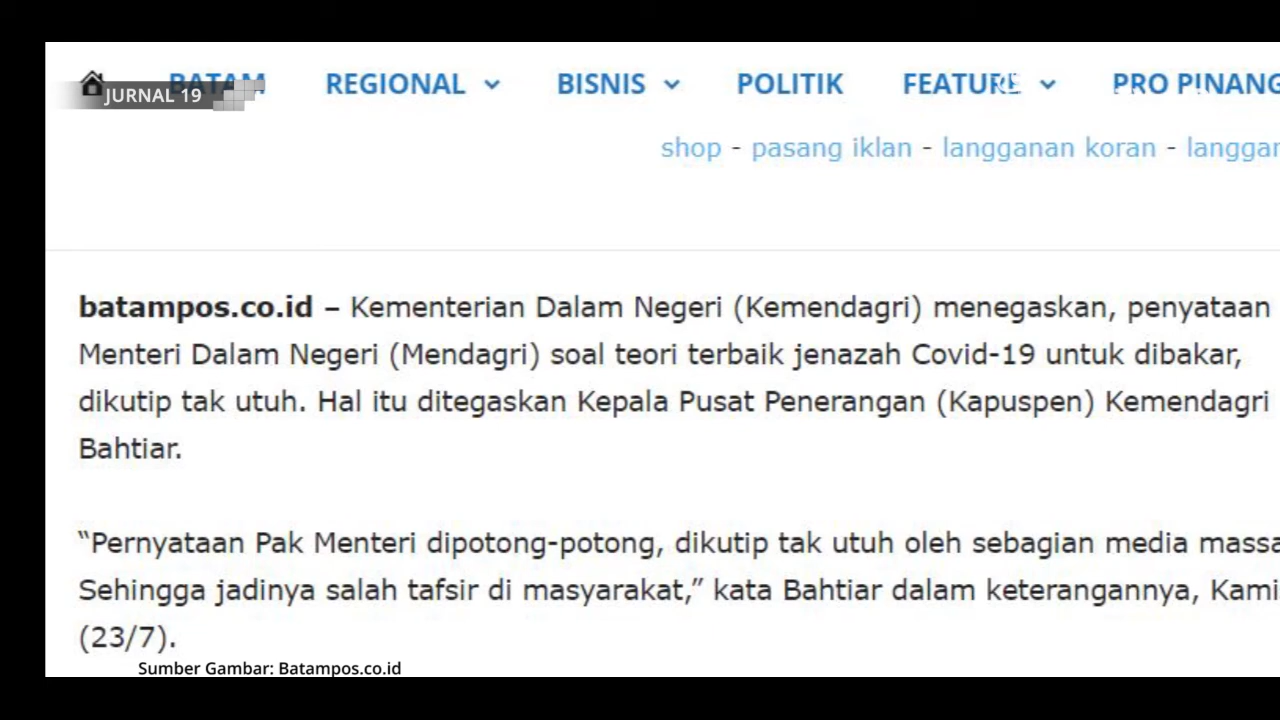 BATAM REGIONAL BISNIS POLITIK FEATURE PRO PINANG
JURNAL 19
shop - pasang iklan - langganan koran - langgan
batampos.co.id – Kementerian Dalam Negeri (Kemendagri) menegaskan, penyataan
Menteri Dalam Negeri (Mendagri) soal teori terbaik jenazah Covid-19 untuk dibakar,
dikutip tak utuh. Hal itu ditegaskan Kepala Pusat Penerangan (Kapuspen) Kemendagri
Bahtiar.
“Pernyataan Pak Menteri dipotong-potong, dikutip tak utuh oleh sebagian media massa
Sehingga jadinya salah tafsir di masyarakat,” kata Bahtiar dalam keterangannya, Kami
(23/7).
Sumber Gambar: Batampos.co.id